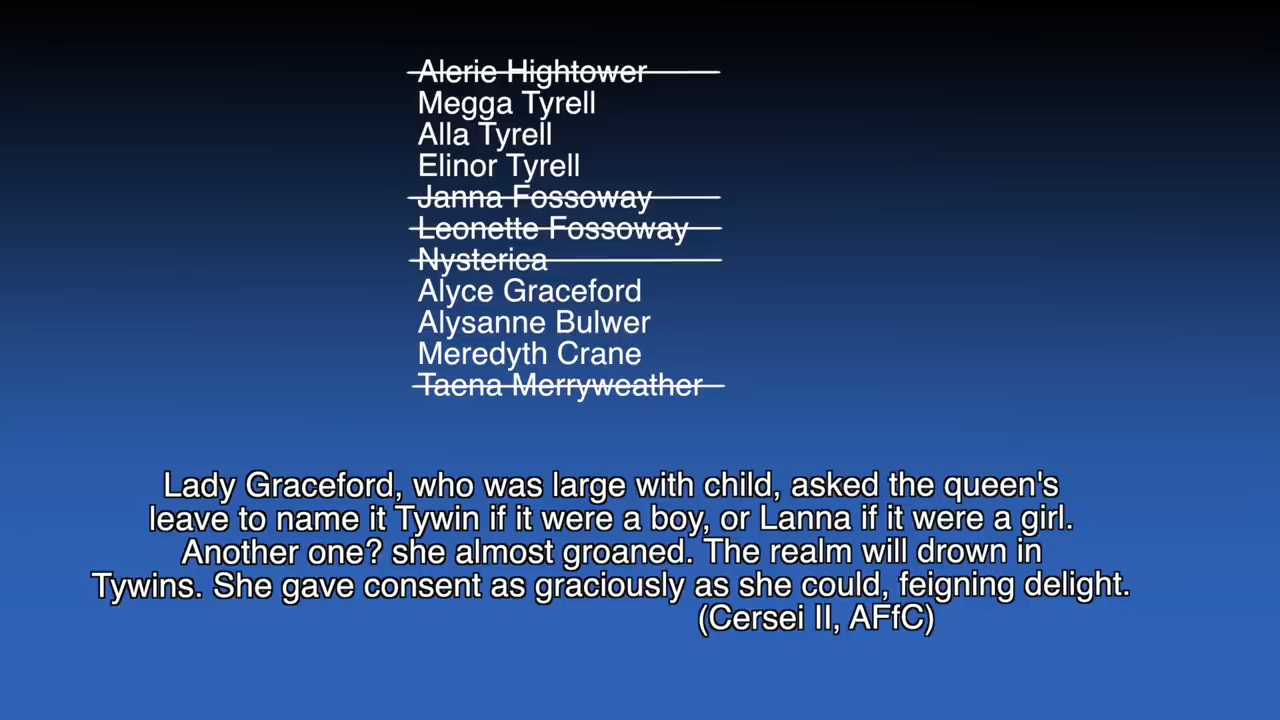 Alerie Hightower
Megga Tyrell
Alla Tyrell
Elinor Tyrell
Janna Fossoway
Leonette Fossoway
Nysterica
Alyce Graceford
Alysanne Bulwer
Meredyth Crane
Taena Merryweather
Lady Graceford, who was large with child, asked the queen's
leave to name it Tywin if it were a boy, or Lanna if it were a girl.
Another one? she almost groaned. The realm will drown in
Tywins. She gave consent as graciously as she could, feigning delight.
(Cersei II, AFfC)